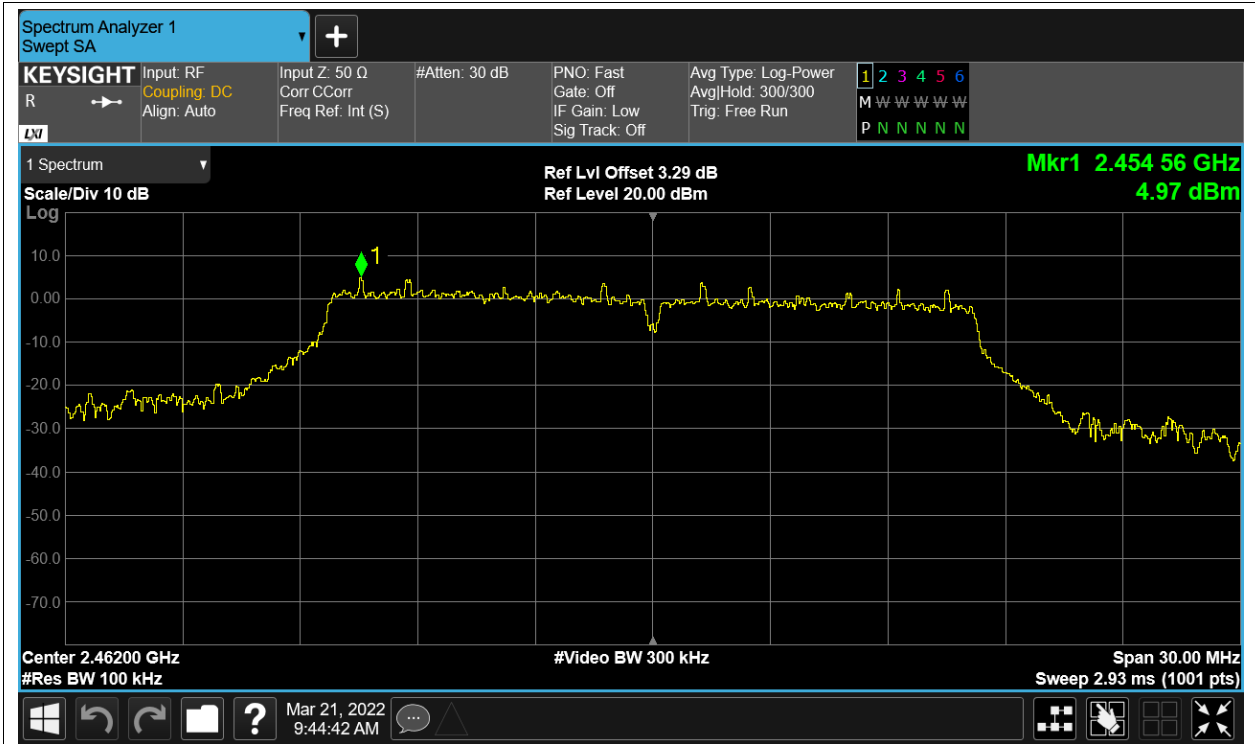 Spectrum Analyzer 1
Swept SA
KEYSIGHT Input: RF Input Z: 50 Ω #Atten: 30 dB PNO: Fast Avg Type: Log-Power 1 2 3 4 5 6
R Coupling: DC Corr CCorr Gate: Off Avg|Hold: 300/300 M W W W W W
Align: Auto Freq Ref: Int (S) IF Gain: Low Trig: Free Run
LXI Sig Track: Off P N N N N N
1 Spectrum Ref Lvl Offset 3.29 dB Mkr1 2.454 56 GHz
Scale/Div 10 dB Ref Level 20.00 dBm 4.97 dBm
Log
1
10.0
0.00
-10.0
-20.0
-30.0
-40.0
-50.0
-60.0
-70.0
Center 2.46200 GHz #Video BW 300 kHz Span 30.00 MHz
#Res BW 100 kHz Sweep 2.93 ms (1001 pts)
? Mar 21, 2022
9:44:42 AM